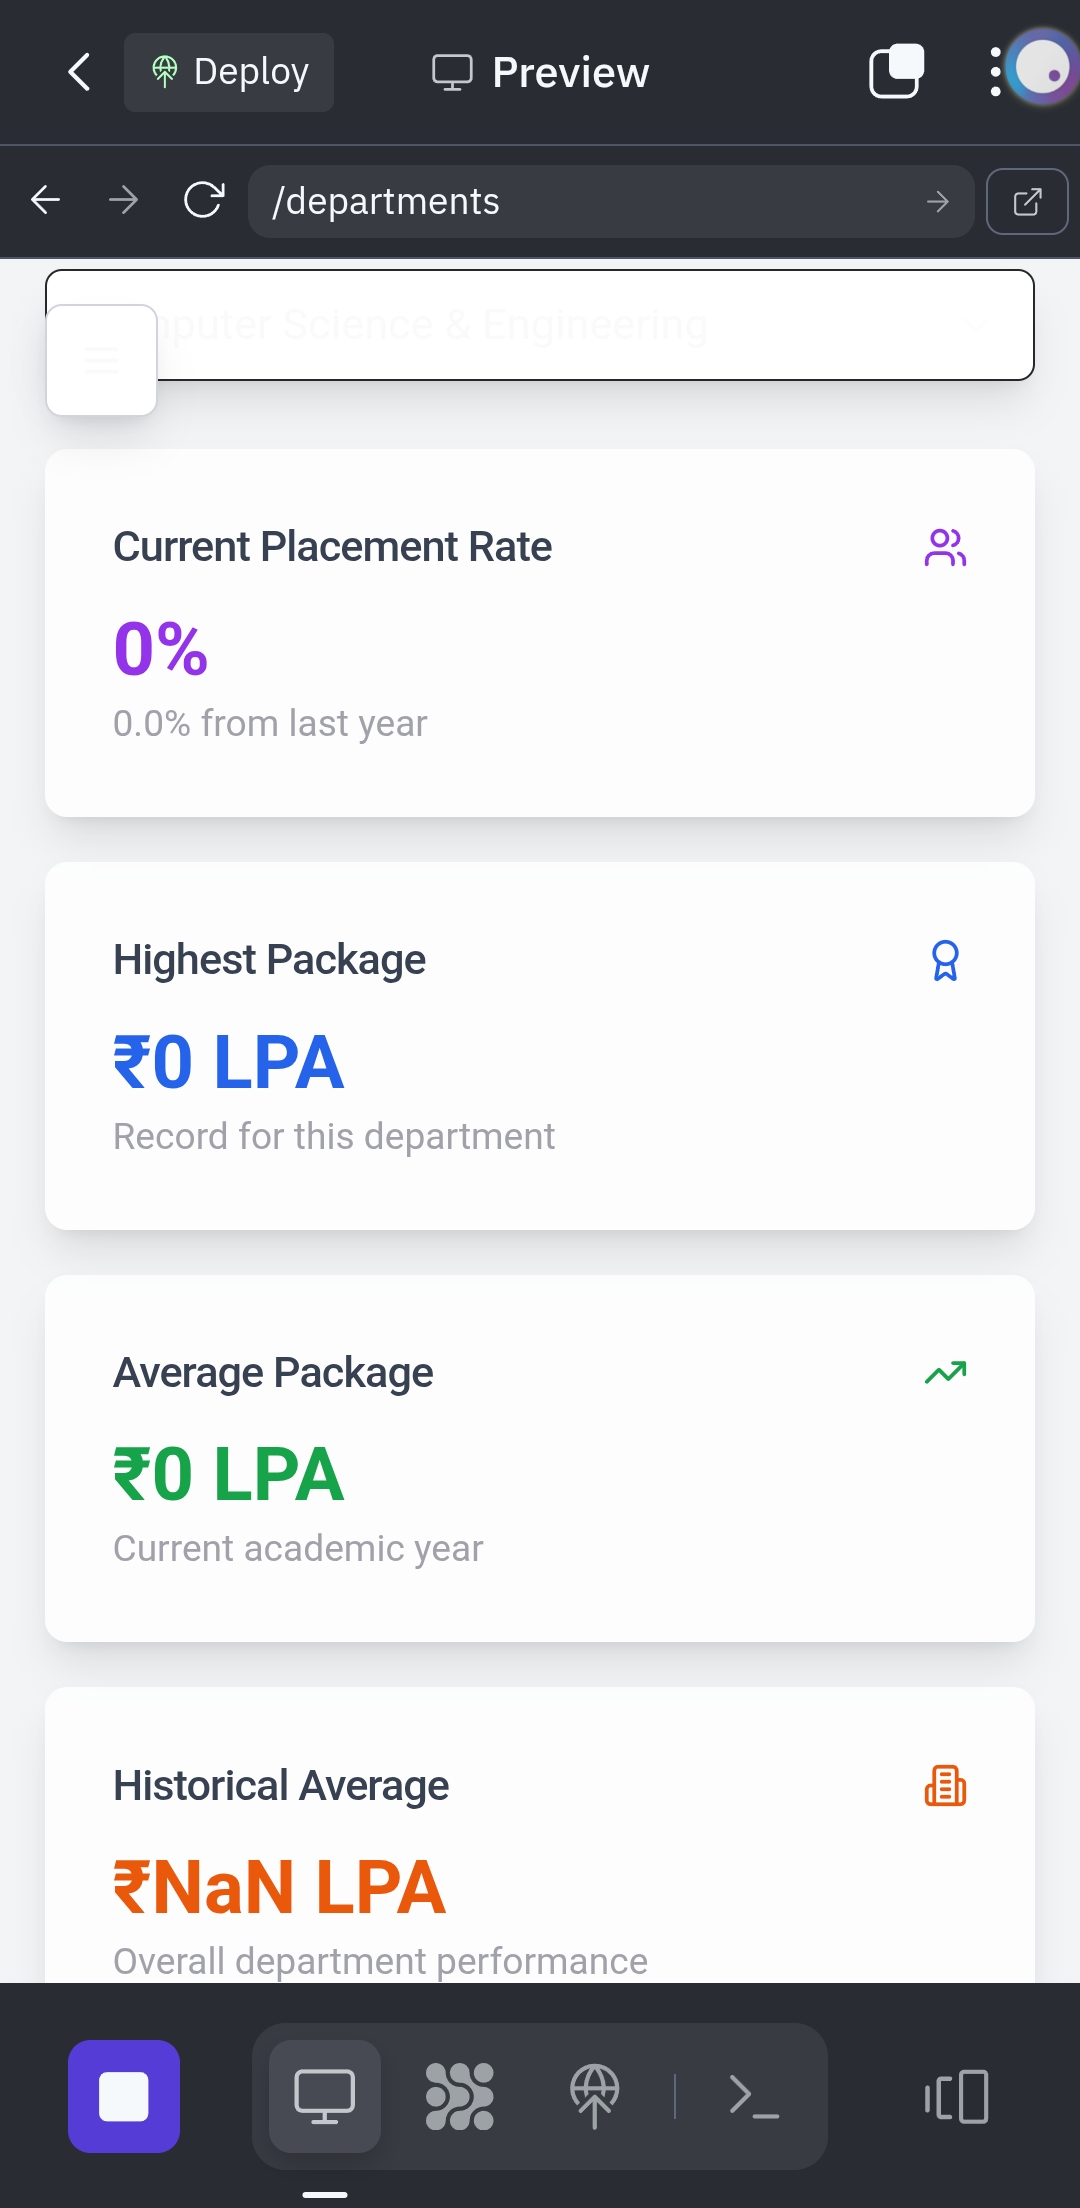 Deploy
Preview
/departments
puter Science & Engineering
Current Placement Rate
0%
0.0% from last year
Highest Package
₹0 LPA
Record for this department
Average Package
₹0 LPA
Current academic year
Historical Average
₹NaN LPA
Overall department performance